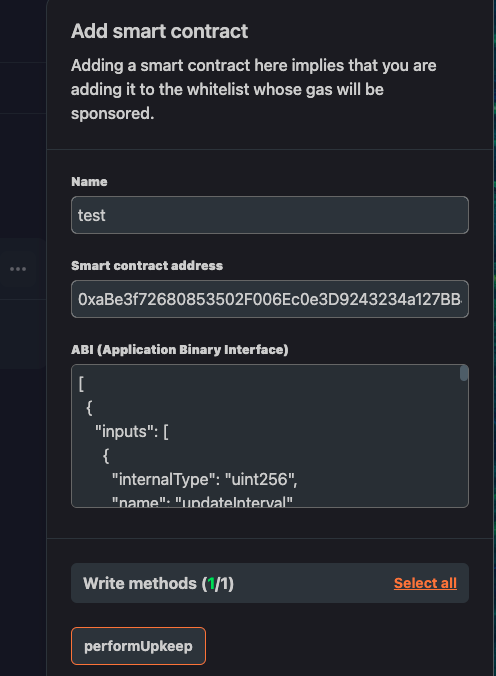 Add smart contract
Adding a smart contract here implies that you are
adding it to the whitelist whose gas will be
sponsored.
Name
test
Smart contract address
0xaBe3f72680853502F006Ec0e3D9243234a127BB
ABI (Application Binary Interface)
[
{
"inputs": [
{
"internalType": "uint256",
"name": "updateInterval"
Write methods (1/1)
Select all
performUpkeep